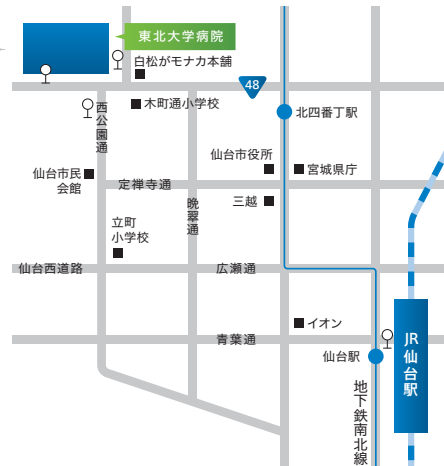 東北大学病院
白松がモナカ本舗
48
木町通小学校
北四番丁駅
西公園通
仙台市役所
宮城県庁
仙台市民
会館
定禅寺通
三越
晩翠通
立町
小学校
仙台西道路
広瀬通
イオン
青葉通
仙台駅
JR
仙台駅
地下鉄南北線